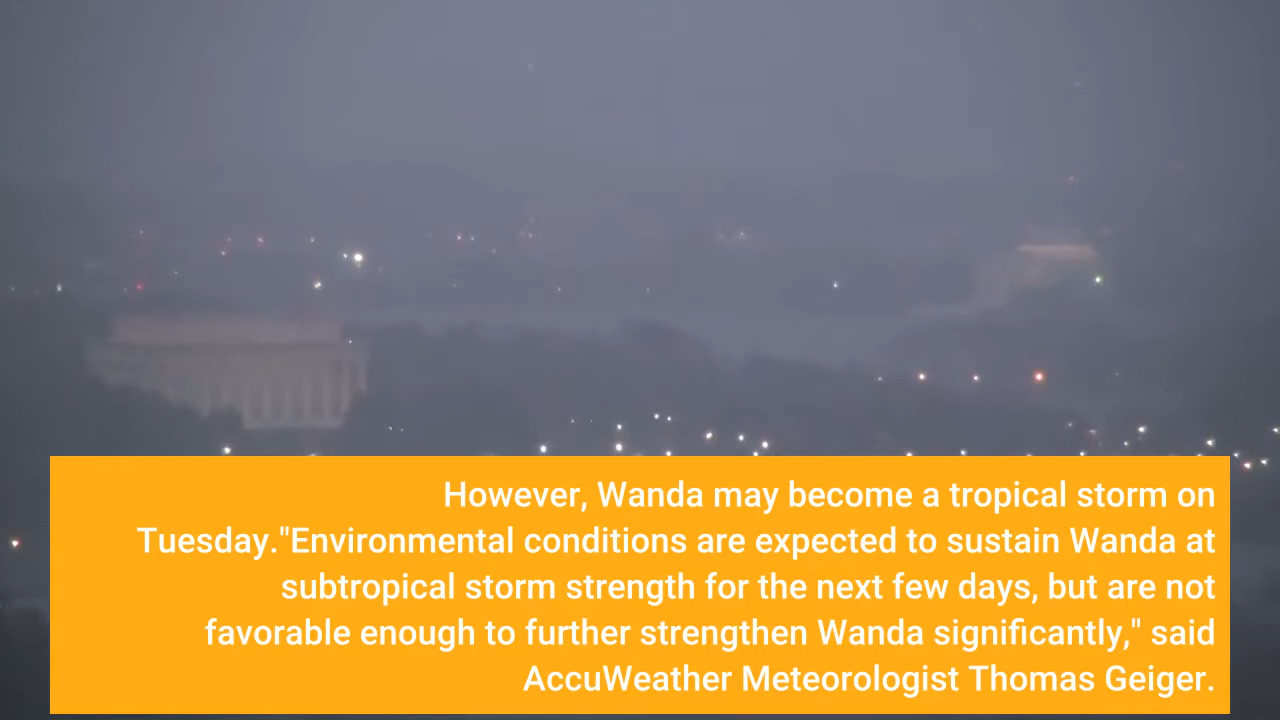 However, Wanda may become a tropical storm on
Tuesday."Environmental conditions are expected to sustain Wanda at
subtropical storm strength for the next few days, but are not
favorable enough to further strengthen Wanda significantly," said
AccuWeather Meteorologist Thomas Geiger.